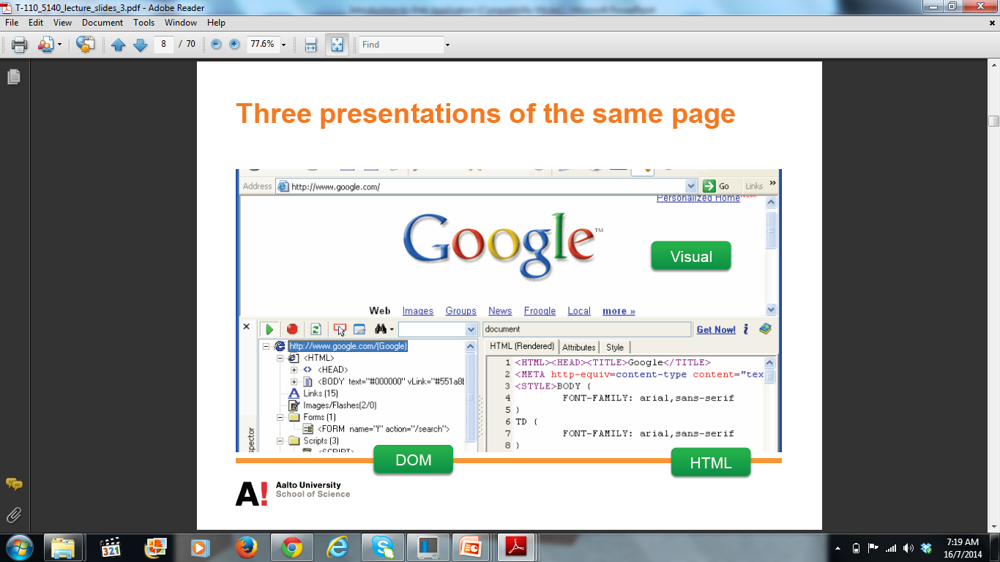 T-110_5140_lecture_slides_3.pdf - Adobe Reader
File Edit View Document Tools Window Help
8 / 70 77.6% Find
Three presentations of the same page
Address http://www.google.com/ Go Links »
Personalized Home New!
Google™
Visual
Web Images Groups News Froogle Local more »
document Get Now!
http://www.google.com/(Google)
<HTML>
<HEAD>
<BODY text="#000000" vLink="#551a8b
Links (15)
Images/Flashes(2/0)
Forms (1)
<FORM name="f" action="/search">
Scripts (3)
<SCRIPT>
spector
HTML (Rendered) Attributes Style
1 <HTML><HEAD><TITLE>Google</TITLE>
2 <META http-equiv=content-type content="tex
3 <STYLE>BODY {
4 FONT-FAMILY: arial,sans-serif
5 }
6 TD {
7 FONT-FAMILY: arial,sans-serif
8 }
DOM
HTML
A!
Aalto University
School of Science
321
7:19 AM
16/7/2014